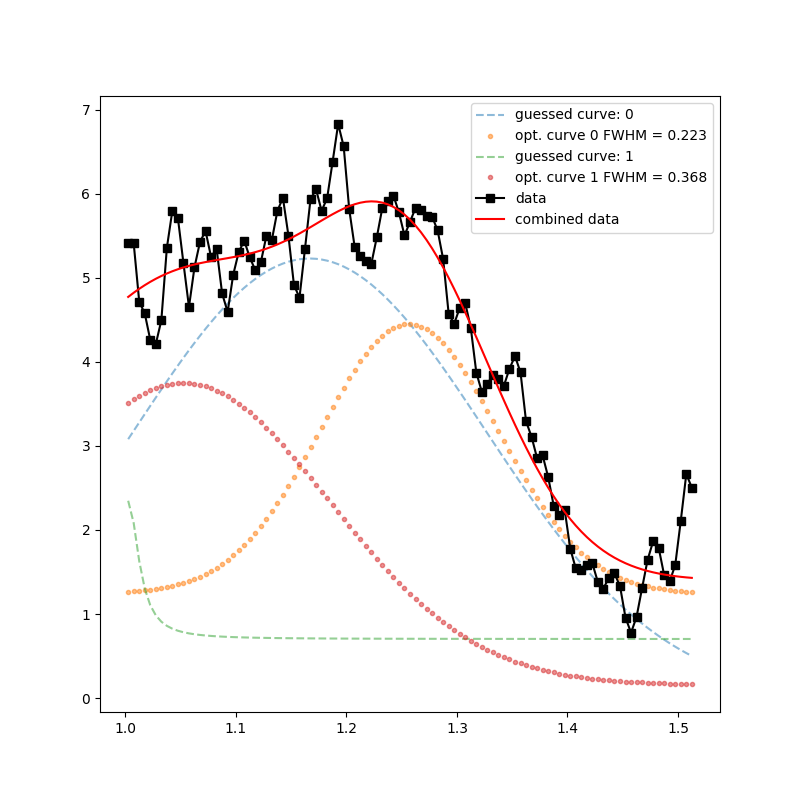 guessed curve: 0
opt. curve 0 FWHM = 0.223
guessed curve: 1
opt. curve 1 FWHM = 0.368
data
combined data
7
6
5
4
3
2
1
0
1.0 1.1 1.2 1.3 1.4 1.5